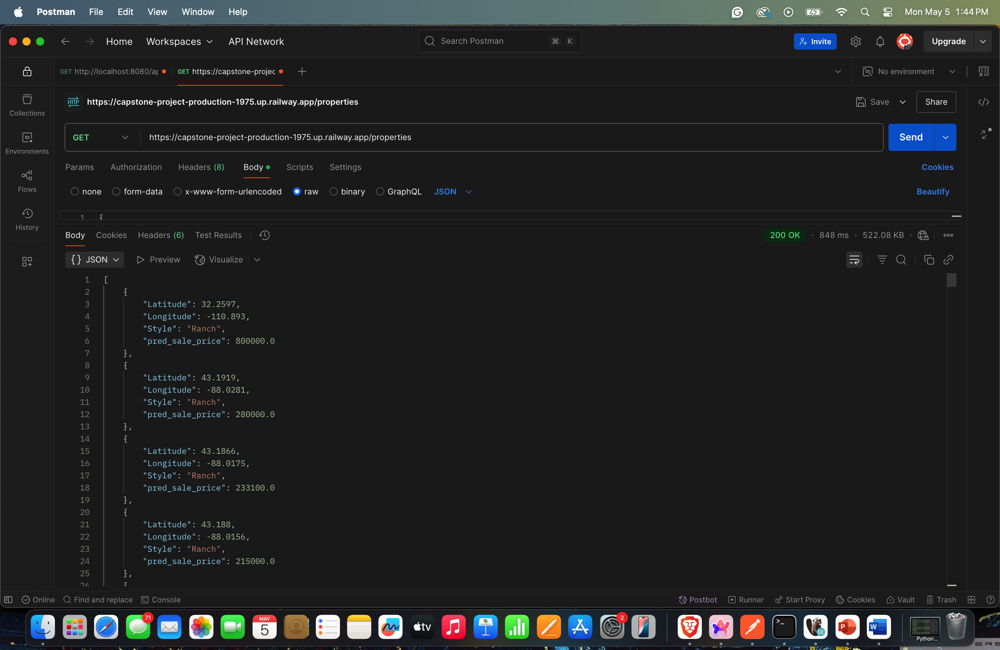 Postman File Edit View Window Help Mon May 5 1:44 PM
Home Workspaces API Network Search Postman ⌘ K Invite Upgrade
GET http://localhost:8080/ap GET https://capstone-projec No environment
HTTP https://capstone-project-production-1975.up.railway.app/properties Save Share
Collections
GET https://capstone-project-production-1975.up.railway.app/properties Send
Environments
Params Authorization Headers (8) Body Scripts Settings Cookies
none form-data x-www-form-urlencoded raw binary GraphQL JSON Beautify
Flows
1 {
History
Body Cookies Headers (6) Test Results 200 OK 848 ms 522.08 KB
{} JSON Preview Visualize
1 [
2 {
3 "Latitude": 32.2597,
4 "Longitude": -110.893,
5 "Style": "Ranch",
6 "pred_sale_price": 800000.0
7 },
8 {
9 "Latitude": 43.1919,
10 "Longitude": -88.0281,
11 "Style": "Ranch",
12 "pred_sale_price": 280000.0
13 },
14 {
15 "Latitude": 43.1866,
16 "Longitude": -88.0175,
17 "Style": "Ranch",
18 "pred_sale_price": 233100.0
19 },
20 {
21 "Latitude": 43.188,
22 "Longitude": -88.0156,
23 "Style": "Ranch",
24 "pred_sale_price": 215000.0
25 },
26 {
Online Find and replace Console Postbot Runner Start Proxy Cookies Vault Trash
71 MAY 5 tv 2 CE P W
Python...